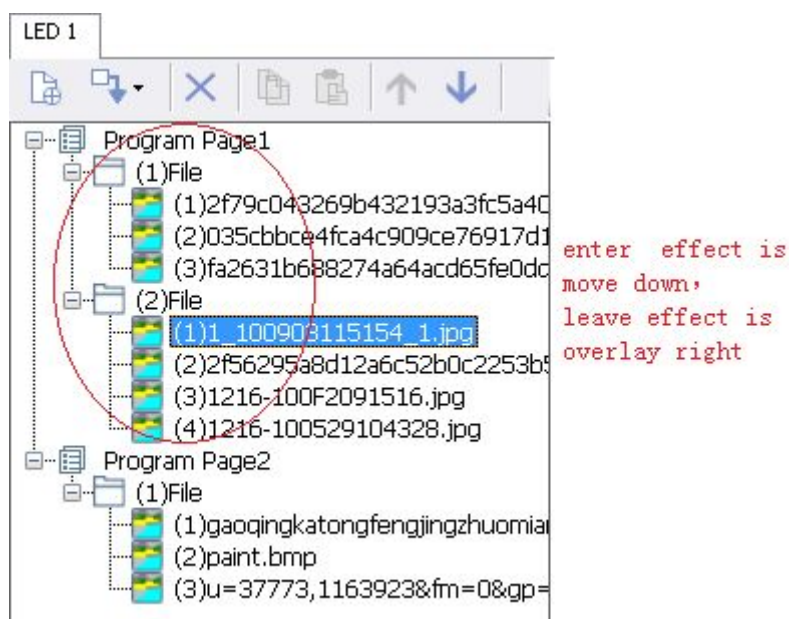 LED 1
Program Page1
(1)File
(1)2f79c043269b432193a3fc5a40
(2)035cbbce4fca4c909ce76917d1
(3)fa2631b688274a64acd65fe0dc
(2)File
(1)1_100903115154_1.jpg
(2)2f56295a8d12a6c52b0c2253b5
(3)1216-100F2091516.jpg
(4)1216-100529104328.jpg
Program Page2
(1)File
(1)gaoqingkatongfengjingzhuomian
(2)paint.bmp
(3)u=37773,1163923&fm=0&gp=
enter effect is
move down,
leave effect is
overlay right